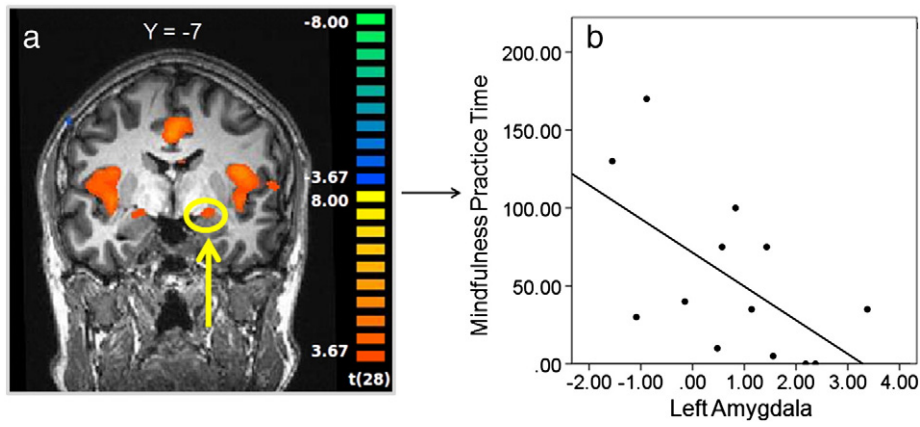 a
Y = -7
-8.00
-3.67
8.00
3.67
t(28)
b
Mindfulness Practice Time
200.00
150.00
100.00
50.00
.00
-2.00 -1.00 .00 1.00 2.00 3.00 4.00
Left Amygdala